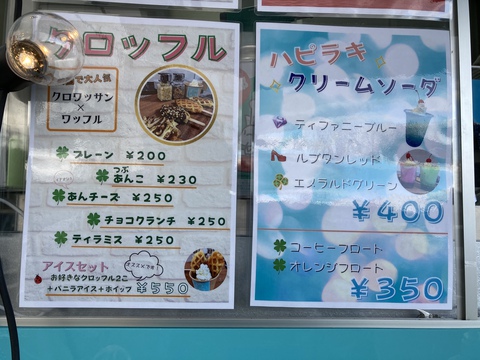 クロッフル
で大人気
クロワッサン
×
ワッフル
プレーン ¥200
つぶ
あんこ ¥230
あんチーズ ¥250
チョコクランチ ¥250
ティラミス ¥250
アイスセット
おすすめ
お好きなクロッフル2こ
+バニラアイス+ホイップ ¥550
ハピラキ
クリームソーダ
ティファニーブルー
ルブタンレッド
エメラルドグリーン
¥400
コーヒーフロート
オレンジフロート
¥350